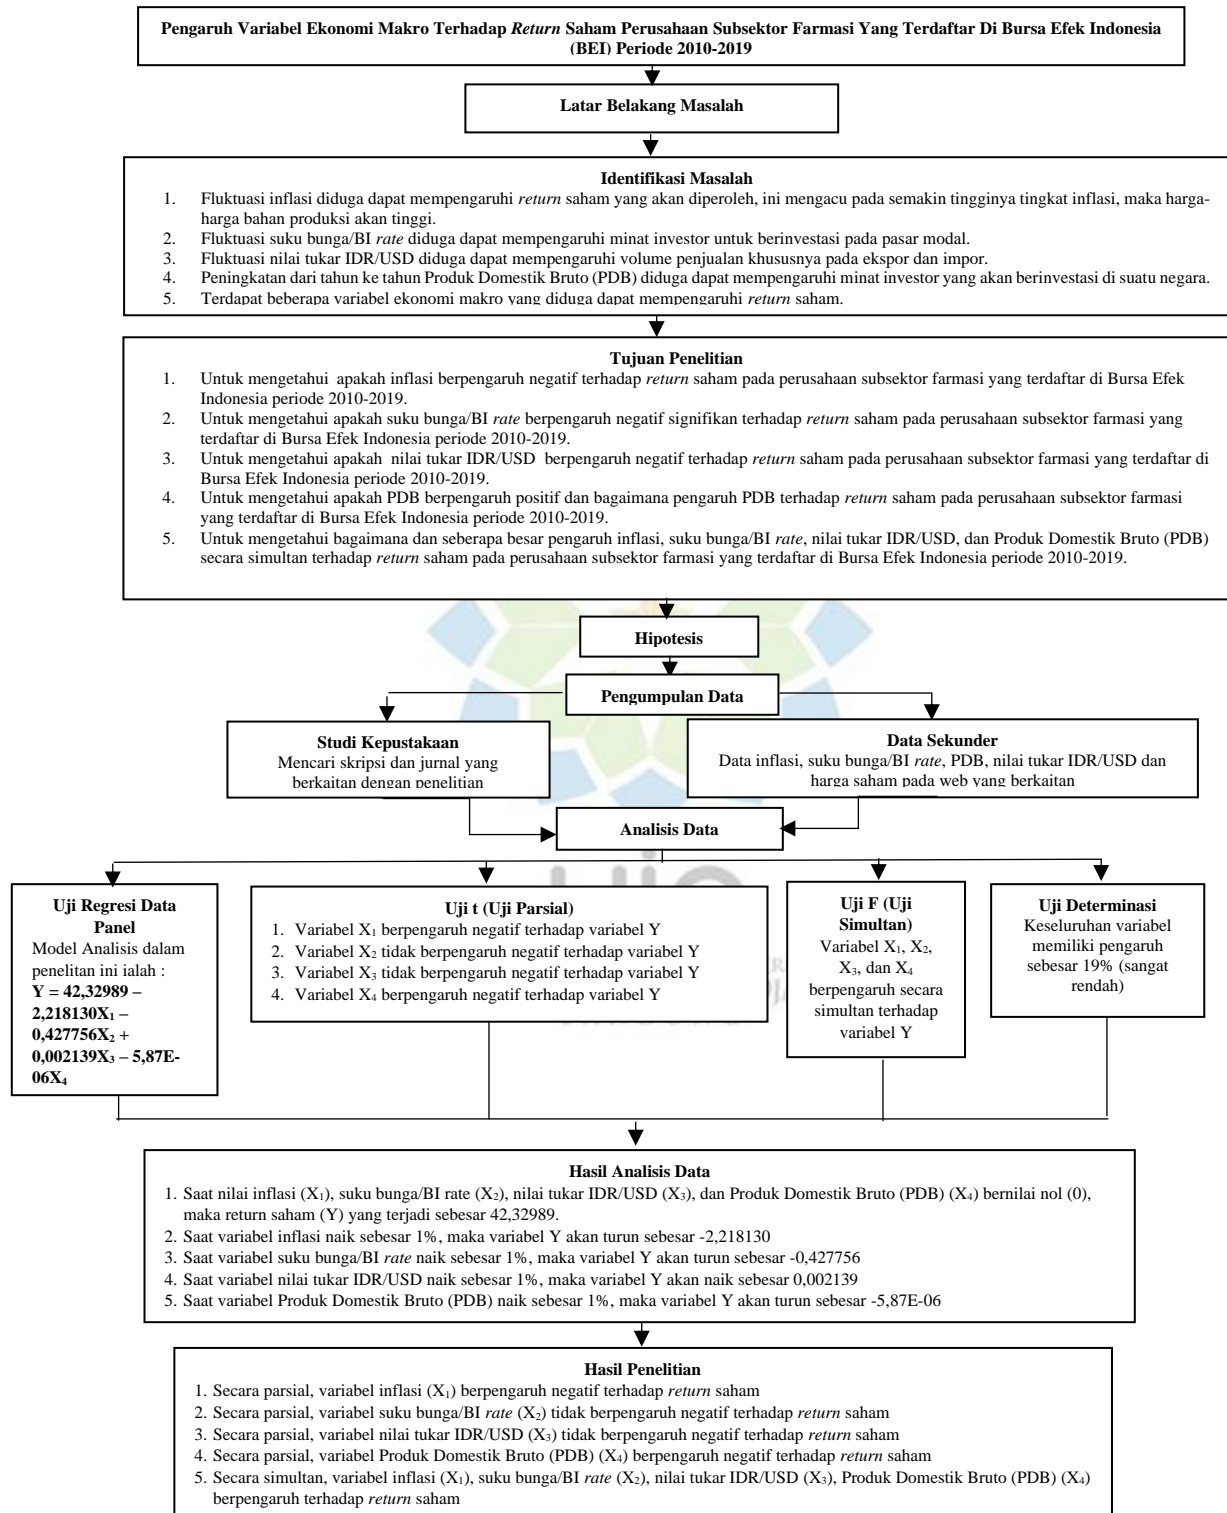 Pengaruh Variabel Ekonomi Makro Terhadap Return Saham Perusahaan Subsektor Farmasi Yang Terdaftar Di Bursa Efek Indonesia
(BEI) Periode 2010-2019
Latar Belakang Masalah
Identifikasi Masalah
1. Fluktuasi inflasi diduga dapat mempengaruhi return saham yang akan diperoleh, ini mengacu pada semakin tingginya tingkat inflasi, maka harga-
harga bahan produksi akan tinggi.
2. Fluktuasi suku bunga/BI rate diduga dapat mempengaruhi minat investor untuk berinvestasi pada pasar modal.
3. Fluktuasi nilai tukar IDR/USD diduga dapat mempengaruhi volume penjualan khususnya pada ekspor dan impor.
4. Peningkatan dari tahun ke tahun Produk Domestik Bruto (PDB) diduga dapat mempengaruhi minat investor yang akan berinvestasi di suatu negara.
5. Terdapat beberapa variabel ekonomi makro yang diduga dapat mempengaruhi return saham.
Tujuan Penelitian
1. Untuk mengetahui apakah inflasi berpengaruh negatif terhadap return saham pada perusahaan subsektor farmasi yang terdaftar di Bursa Efek
Indonesia periode 2010-2019.
2. Untuk mengetahui apakah suku bunga/BI rate berpengaruh negatif signifikan terhadap return saham pada perusahaan subsektor farmasi yang
terdaftar di Bursa Efek Indonesia periode 2010-2019.
3. Untuk mengetahui apakah nilai tukar IDR/USD berpengaruh negatif terhadap return saham pada perusahaan subsektor farmasi yang terdaftar di
Bursa Efek Indonesia periode 2010-2019.
4. Untuk mengetahui apakah PDB berpengaruh positif dan bagaimana pengaruh PDB terhadap return saham pada perusahaan subsektor farmasi
yang terdaftar di Bursa Efek Indonesia periode 2010-2019.
5. Untuk mengetahui bagaimana dan seberapa besar pengaruh inflasi, suku bunga/BI rate, nilai tukar IDR/USD, dan Produk Domestik Bruto (PDB)
secara simultan terhadap return saham pada perusahaan subsektor farmasi yang terdaftar di Bursa Efek Indonesia periode 2010-2019.
Hipotesis
Pengumpulan Data
Studi Kepustakaan
Mencari skripsi dan jurnal yang
berkaitan dengan penelitian
Data Sekunder
Data inflasi, suku bunga/BI rate, PDB, nilai tukar IDR/USD dan
harga saham pada web yang berkaitan
Analisis Data
Uji Regresi Data
Panel
Model Analisis dalam
penelitan ini ialah :
Y = 42,32989 –
2,218130X₁ –
0,427756X₂ +
0,002139X₃ – 5,87E-
06X₄
Uji t (Uji Parsial)
1. Variabel X₁ berpengaruh negatif terhadap variabel Y
2. Variabel X₂ tidak berpengaruh negatif terhadap variabel Y
3. Variabel X₃ tidak berpengaruh negatif terhadap variabel Y
4. Variabel X₄ berpengaruh negatif terhadap variabel Y
Uji F (Uji
Simultan)
Variabel X₁, X₂,
X₃, dan X₄
berpengaruh secara
simultan terhadap
variabel Y
Uji Determinasi
Keseluruhan variabel
memiliki pengaruh
sebesar 19% (sangat
rendah)
Hasil Analisis Data
1. Saat nilai inflasi (X₁), suku bunga/BI rate (X₂), nilai tukar IDR/USD (X₃), dan Produk Domestik Bruto (PDB) (X₄) bernilai nol (0),
maka return saham (Y) yang terjadi sebesar 42,32989.
2. Saat variabel inflasi naik sebesar 1%, maka variabel Y akan turun sebesar -2,218130
3. Saat variabel suku bunga/BI rate naik sebesar 1%, maka variabel Y akan turun sebesar -0,427756
4. Saat variabel nilai tukar IDR/USD naik sebesar 1%, maka variabel Y akan naik sebesar 0,002139
5. Saat variabel Produk Domestik Bruto (PDB) naik sebesar 1%, maka variabel Y akan turun sebesar -5,87E-06
Hasil Penelitian
1. Secara parsial, variabel inflasi (X₁) berpengaruh negatif terhadap return saham
2. Secara parsial, variabel suku bunga/BI rate (X₂) tidak berpengaruh negatif terhadap return saham
3. Secara parsial, variabel nilai tukar IDR/USD (X₃) tidak berpengaruh negatif terhadap return saham
4. Secara parsial, variabel Produk Domestik Bruto (PDB) (X₄) berpengaruh negatif terhadap return saham
5. Secara simultan, variabel inflasi (X₁), suku bunga/BI rate (X₂), nilai tukar IDR/USD (X₃), Produk Domestik Bruto (PDB) (X₄)
berpengaruh terhadap return saham